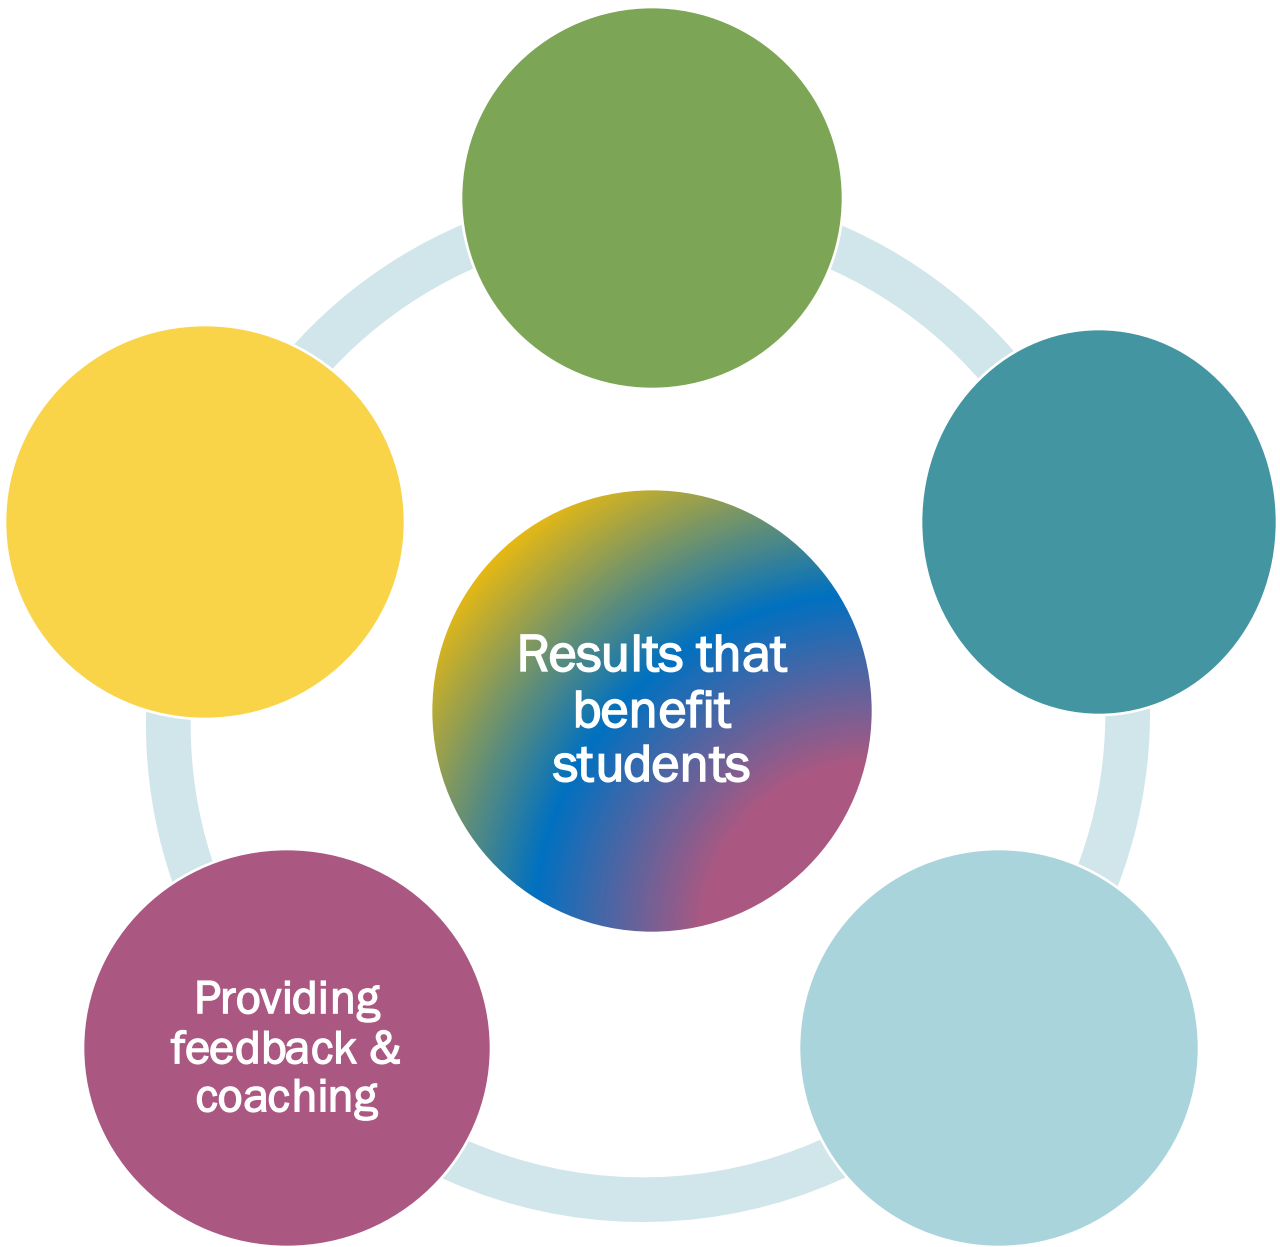 Results that
benefit
students
Providing
feedback &
coaching